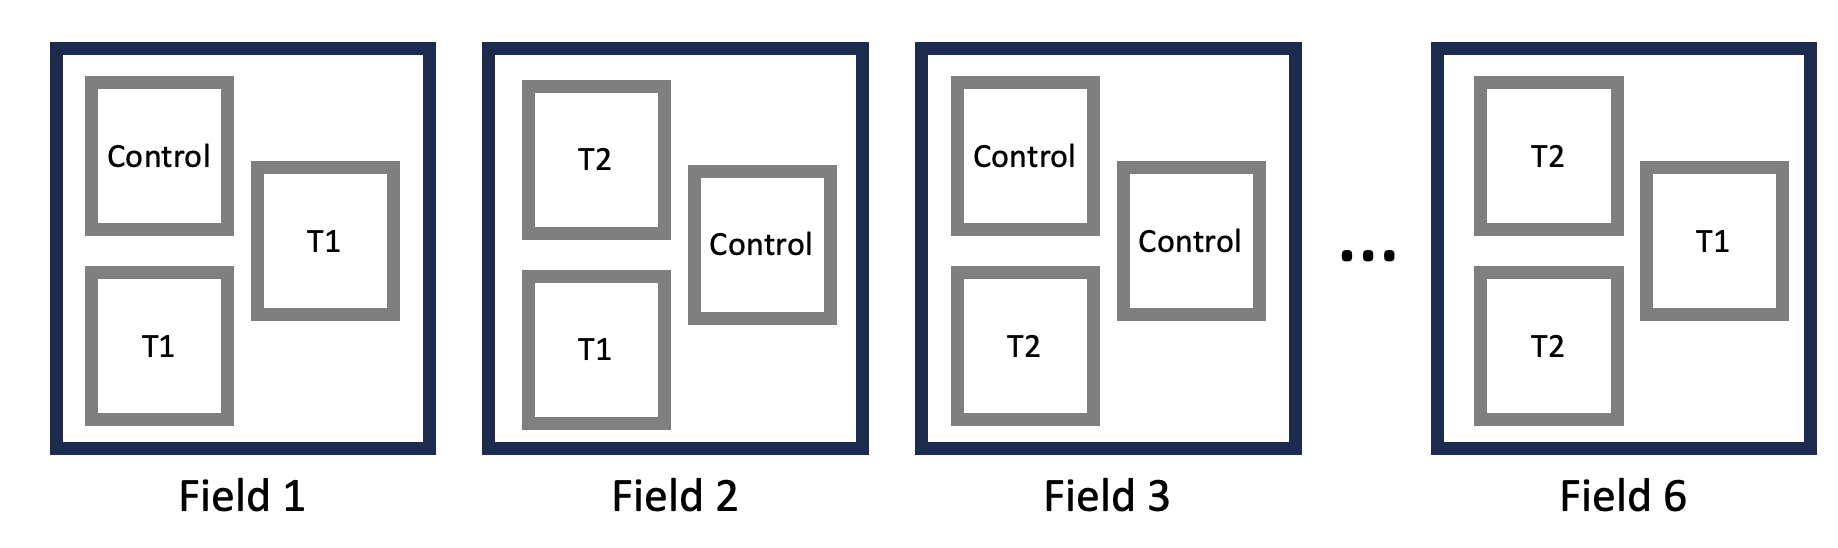 Control
T1
T1
Field 1
T2
Control
T1
Field 2
Control
Control
T2
Field 3
...
T2
T1
T2
Field 6